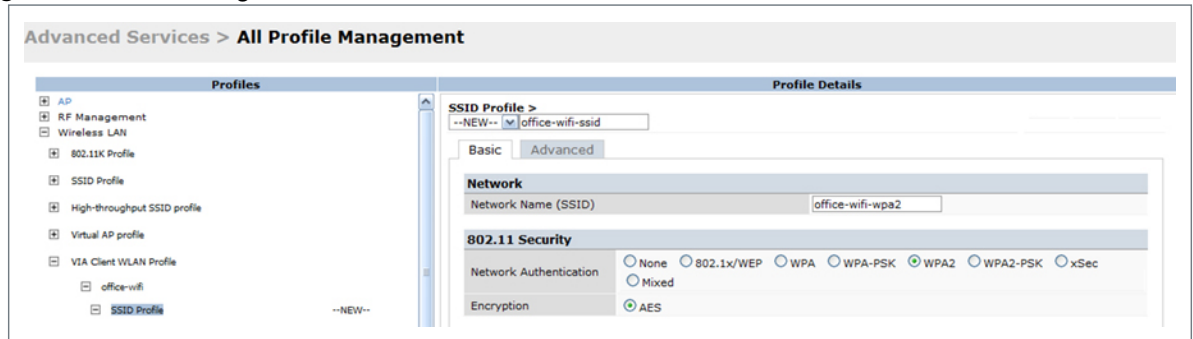 Advanced Services > All Profile Management
Profiles
AP
RF Management
Wireless LAN
802.11K Profile
SSID Profile
High-throughput SSID profile
Virtual AP profile
VIA Client WLAN Profile
office-wifi
SSID Profile --NEW--
Profile Details
SSID Profile >
--NEW-- office-wifi-ssid
Basic Advanced
Network
Network Name (SSID) office-wifi-wpa2
802.11 Security
Network Authentication None 802.1x/WEP WPA WPA-PSK WPA2 WPA2-PSK xSec
Mixed
Encryption AES